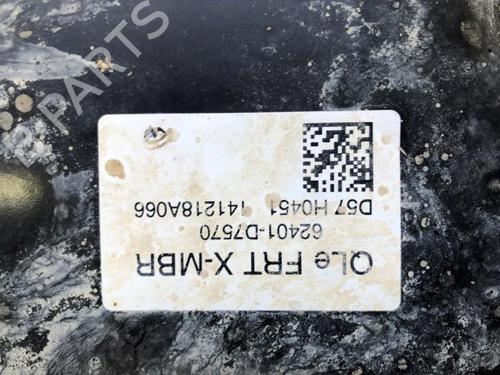 QLe FRT X-MBR
62401-D7570
D57 H0451 141218A066
PARTS